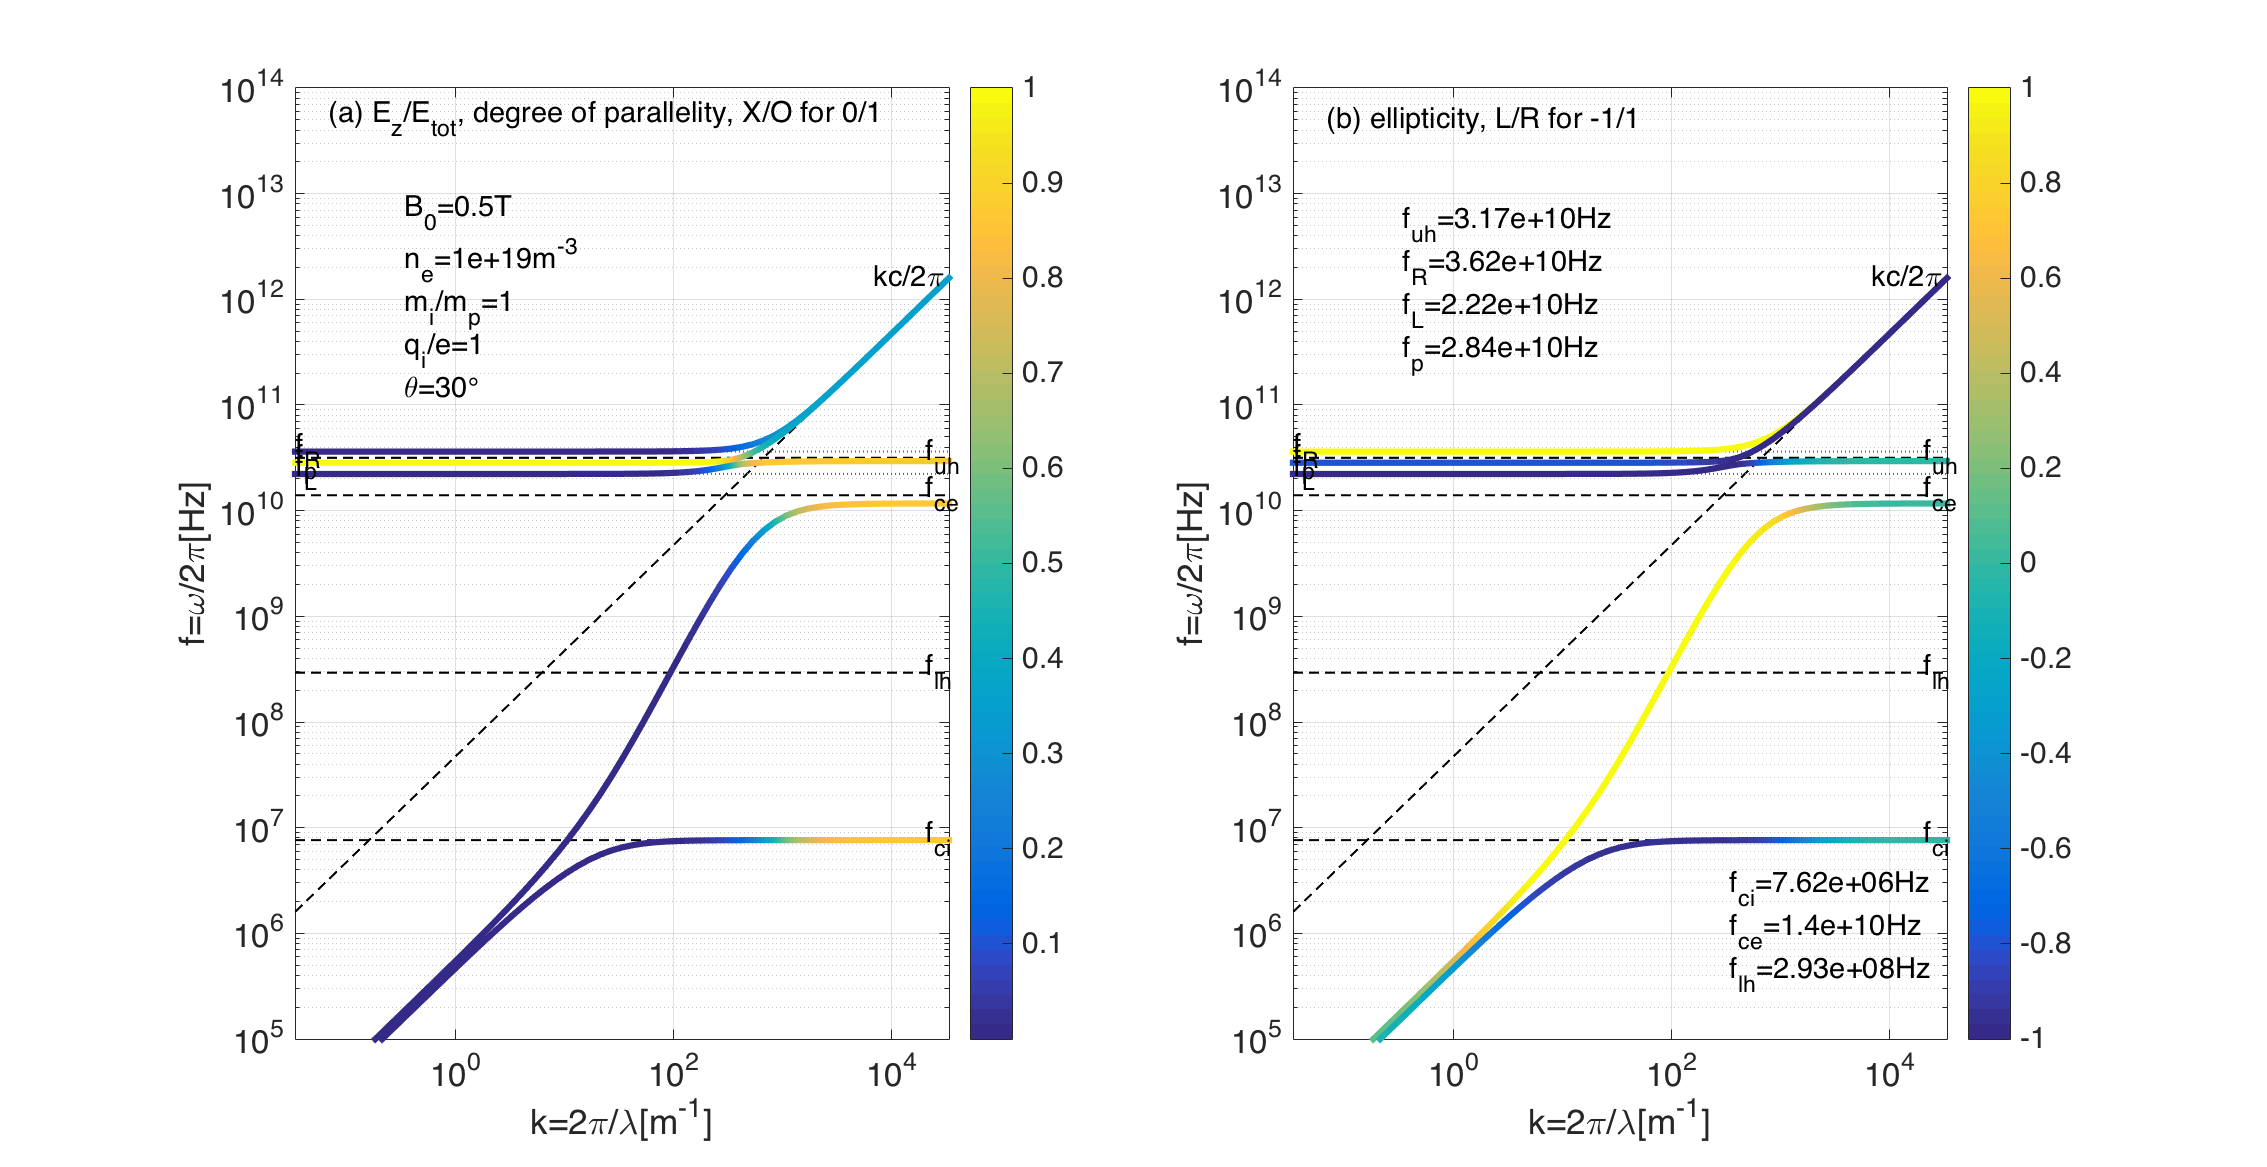 (a) E_z/E_tot, degree of parallelity, X/O for 0/1
B_0=0.5T
n_e=1e+19m^-3
m_i/m_p=1
q_i/e=1
θ=30°
kc/2π
f_R
f_p
f_L
f_uh
f_ce
f_lh
f_ci
10^14
10^13
10^12
10^11
10^10
10^9
10^8
10^7
10^6
10^5
f=ω/2π[Hz]
10^0 10^2 10^4
k=2π/λ[m^-1]
1
0.9
0.8
0.7
0.6
0.5
0.4
0.3
0.2
0.1
(b) ellipticity, L/R for -1/1
f_uh=3.17e+10Hz
f_R=3.62e+10Hz
f_L=2.22e+10Hz
f_p=2.84e+10Hz
kc/2π
f_R
f_p
f_L
f_uh
f_ce
f_lh
f_ci
f_ci=7.62e+06Hz
f_ce=1.4e+10Hz
f_lh=2.93e+08Hz
10^14
10^13
10^12
10^11
10^10
10^9
10^8
10^7
10^6
10^5
f=ω/2π[Hz]
10^0 10^2 10^4
k=2π/λ[m^-1]
1
0.8
0.6
0.4
0.2
0
-0.2
-0.4
-0.6
-0.8
-1